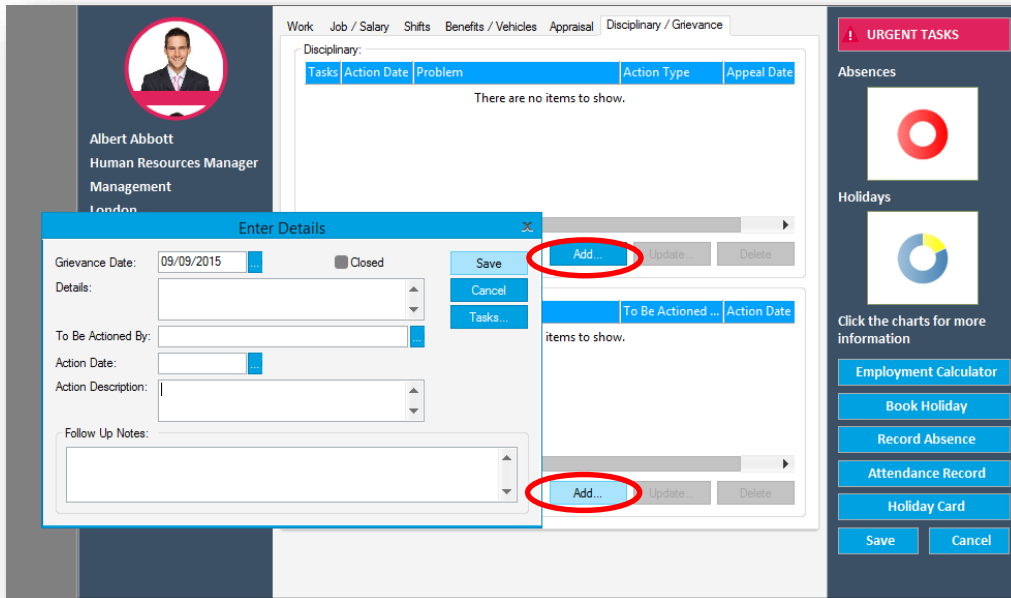 Work Job / Salary Shifts Benefits / Vehicles Appraisal Disciplinary / Grievance
Disciplinary:
Tasks Action Date Problem Action Type Appeal Date
There are no items to show.
Add... Update... Delete
Albert Abbott
Human Resources Manager
Management
London
Enter Details
Grievance Date: 09/09/2015 ... Closed Save
Details: Cancel
Tasks...
To Be Actioned By: ...
Action Date: ...
Action Description:
Follow Up Notes:
To Be Actioned ... Action Date
items to show.
Add... Update... Delete
URGENT TASKS
Absences
Holidays
Click the charts for more
information
Employment Calculator
Book Holiday
Record Absence
Attendance Record
Holiday Card
Save Cancel